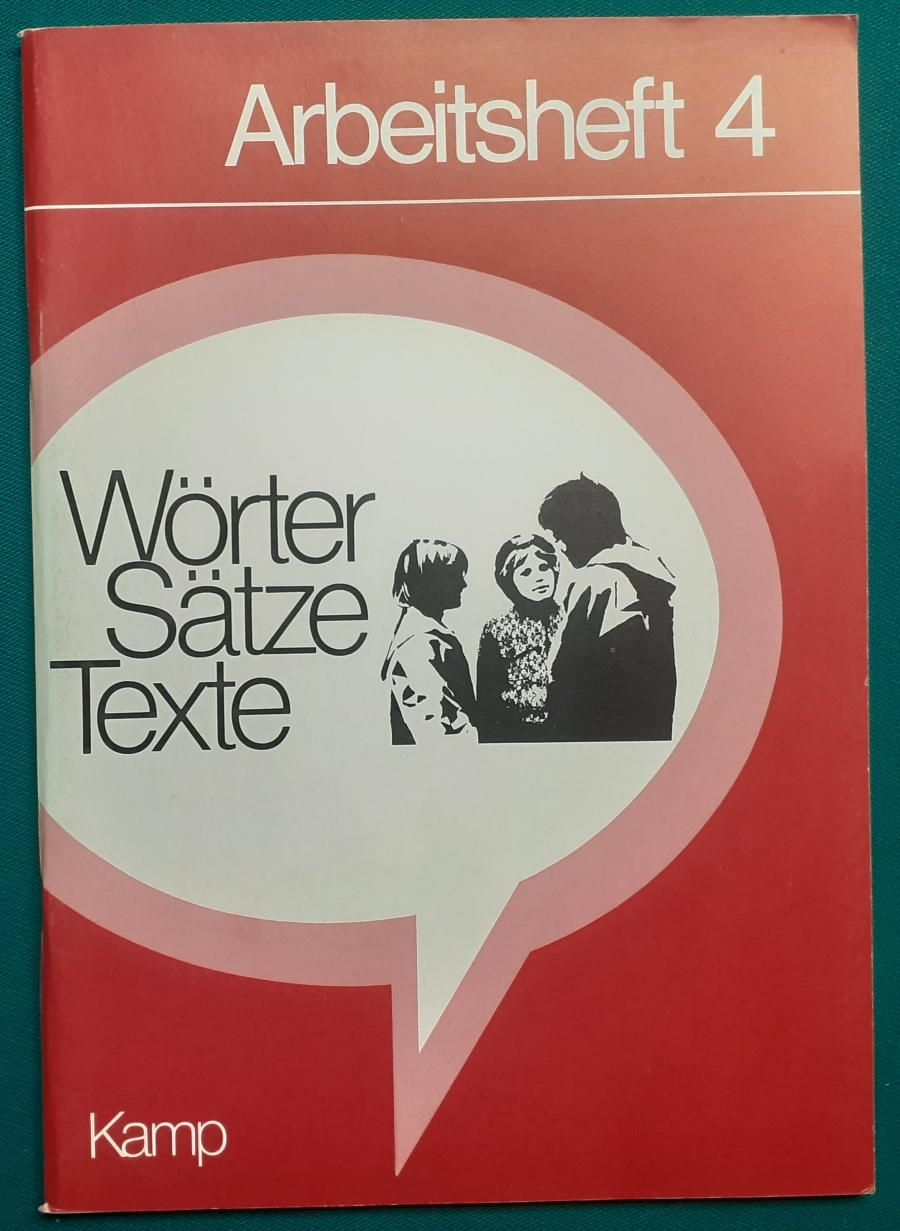 Arbeitsheft 4
Wörter
Sätze
Texte
Kamp